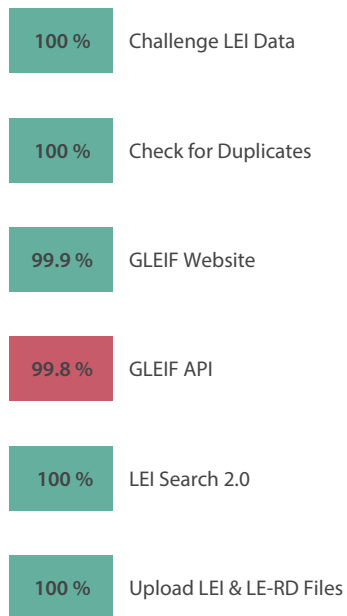 100 % Challenge LEI Data
100 % Check for Duplicates
99.9 % GLEIF Website
99.8 % GLEIF API
100 % LEI Search 2.0
100 % Upload LEI & LE-RD Files